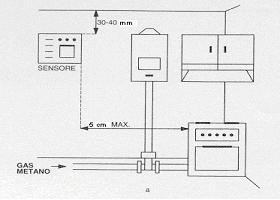 30-40 mm
SENSORE
6 cm MAX.
GAS
METANO
a